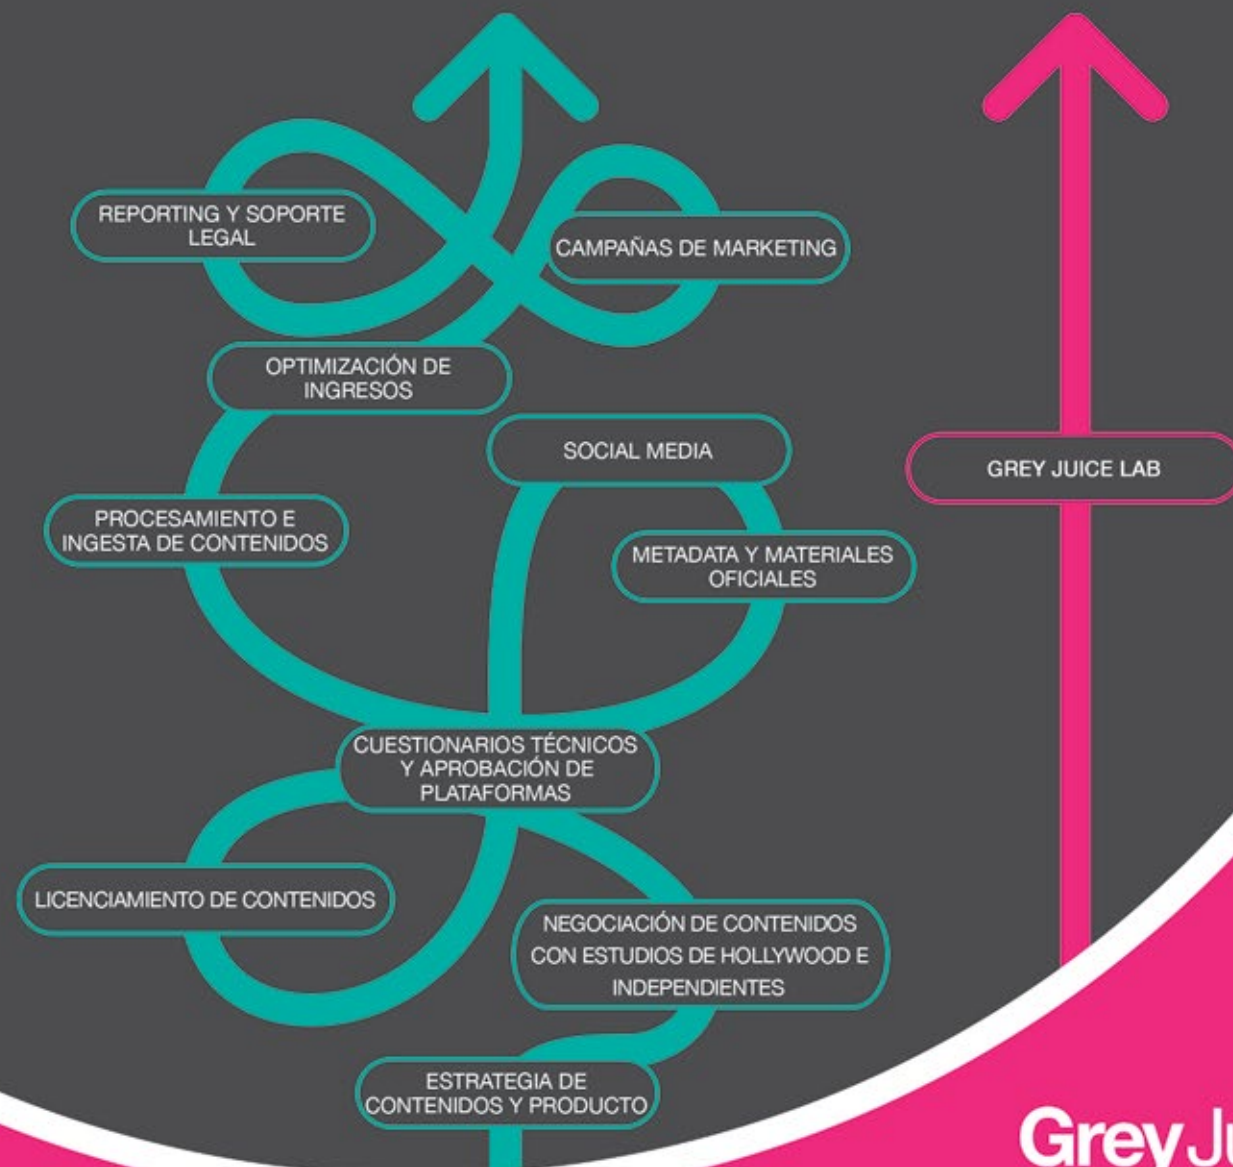 REPORTING Y SOPORTE
LEGAL
CAMPAÑAS DE MARKETING
OPTIMIZACIÓN DE
INGRESOS
SOCIAL MEDIA
GREY JUICE LAB
PROCESAMIENTO E
INGESTA DE CONTENIDOS
METADATA Y MATERIALES
OFICIALES
CUESTIONARIOS TÉCNICOS
Y APROBACIÓN DE
PLATAFORMAS
LICENCIAMIENTO DE CONTENIDOS
NEGOCIACIÓN DE CONTENIDOS
CON ESTUDIOS DE HOLLYWOOD E
INDEPENDIENTES
ESTRATEGIA DE
CONTENIDOS Y PRODUCTO
Grey Ju